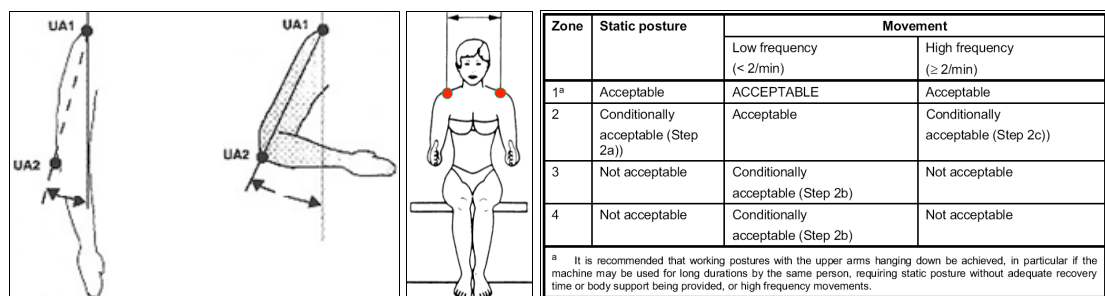 UA1
UA1
UA2
UA2
Zone Static posture Movement
Low frequency High frequency
(< 2/min) (≥ 2/min)
1ᵃ Acceptable ACCEPTABLE Acceptable
2 Conditionally Acceptable Conditionally
acceptable (Step acceptable (Step 2c))
2a))
3 Not acceptable Conditionally Not acceptable
acceptable (Step 2b)
4 Not acceptable Conditionally Not acceptable
acceptable (Step 2b)
ᵃ It is recommended that working postures with the upper arms hanging down be achieved, in particular if the
machine may be used for long durations by the same person, requiring static posture without adequate recovery
time or body support being provided, or high frequency movements.